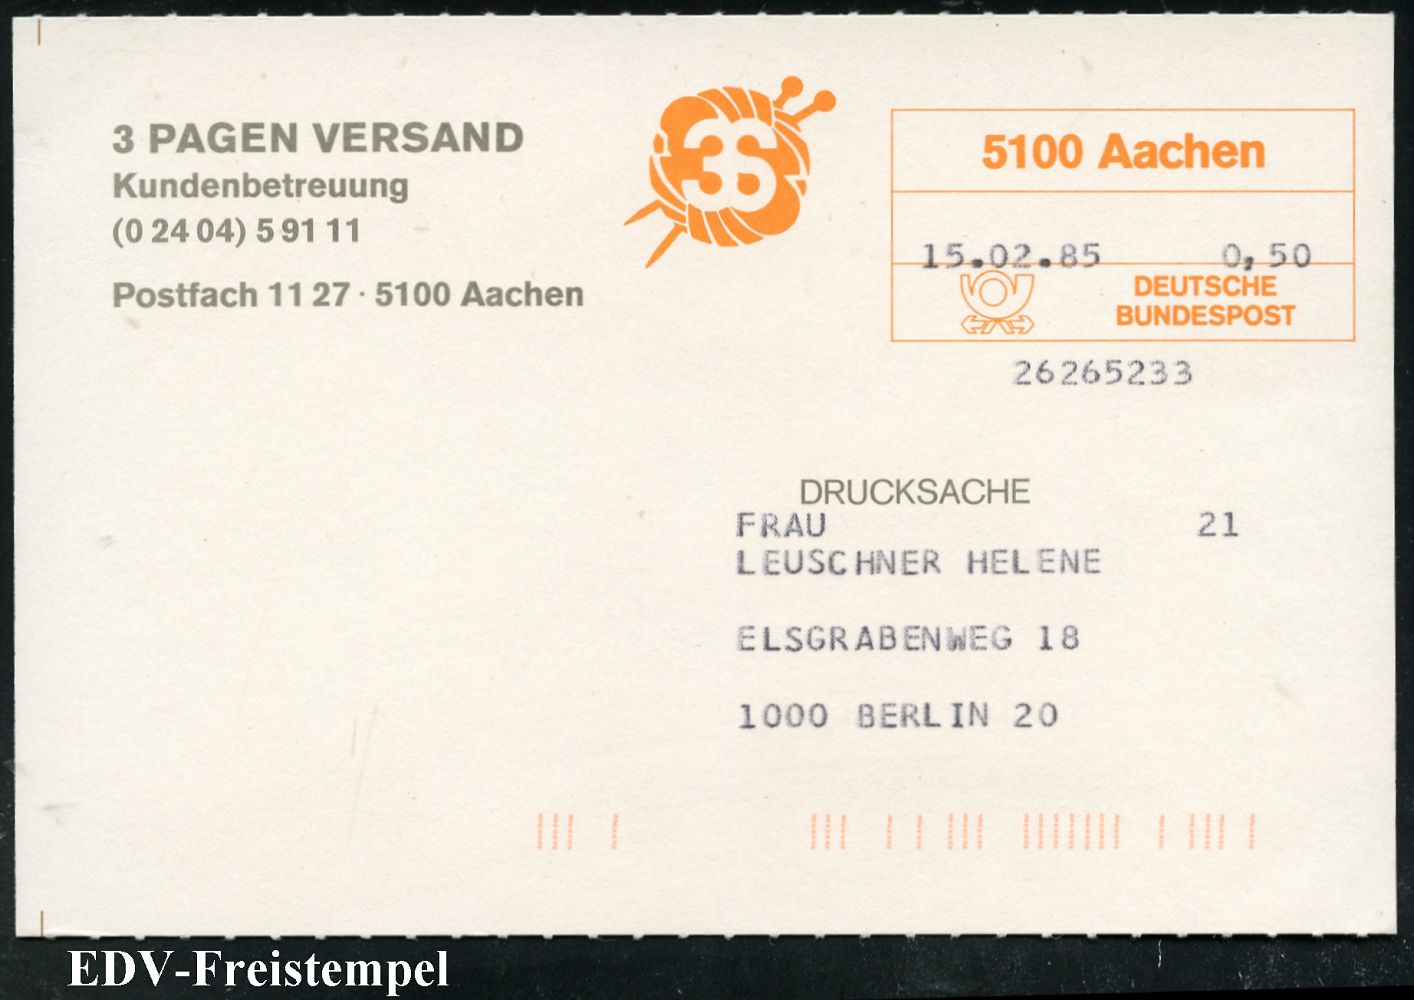 3 PAGEN VERSAND
Kundenbetreuung
(0 24 04) 5 91 11
Postfach 11 27 · 5100 Aachen
3S
5100 Aachen
15.02.85 0,50
DEUTSCHE
BUNDESPOST
26265233
DRUCKSACHE
FRAU 21
LEUSCHNER HELENE
ELSGRABENWEG 18
1000 BERLIN 20
EDV-Freistempel